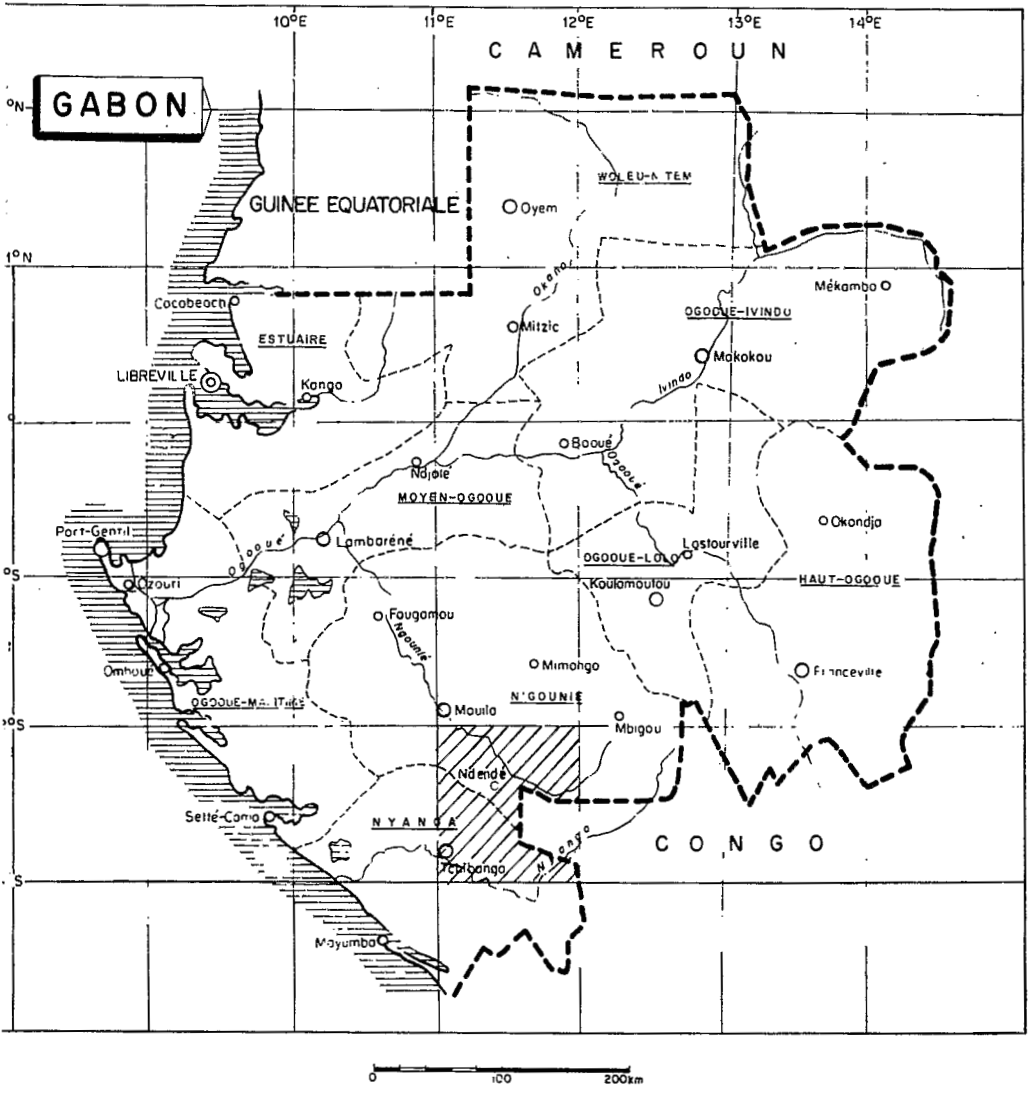 10°E
11°E
12°E
13°E
14°E
CAMEROUN
GABON
°N
WOLEU-NTEM
GUINEE EQUATORIALE
Oyem
1°N
Okano
Mékambo
Cocobeach
OGOOUE-IVINDO
Mitzic
ESTUAIRE
Makokou
LIBREVILLE
Ivindo
Kango
Booué
Ndjolé
Ogooué
MOYEN-OGOOUE
Okondja
Port-Gentil
Ogooué
Lambaréné
Lastourville
OGOOUE-LOLO
°S
Ozouri
Koulamoutou
HAUT-OGOOUE
Fougamou
Ngounié
Omboué
Mimongo
Franceville
OGOOUE-MARITIME
N'GOUNIE
Mouila
°S
Mbigou
Ndendé
Setté-Cama
NYANGA
CONGO
Nyanga
Tchibanga
°S
Mayumba
0 100 200km